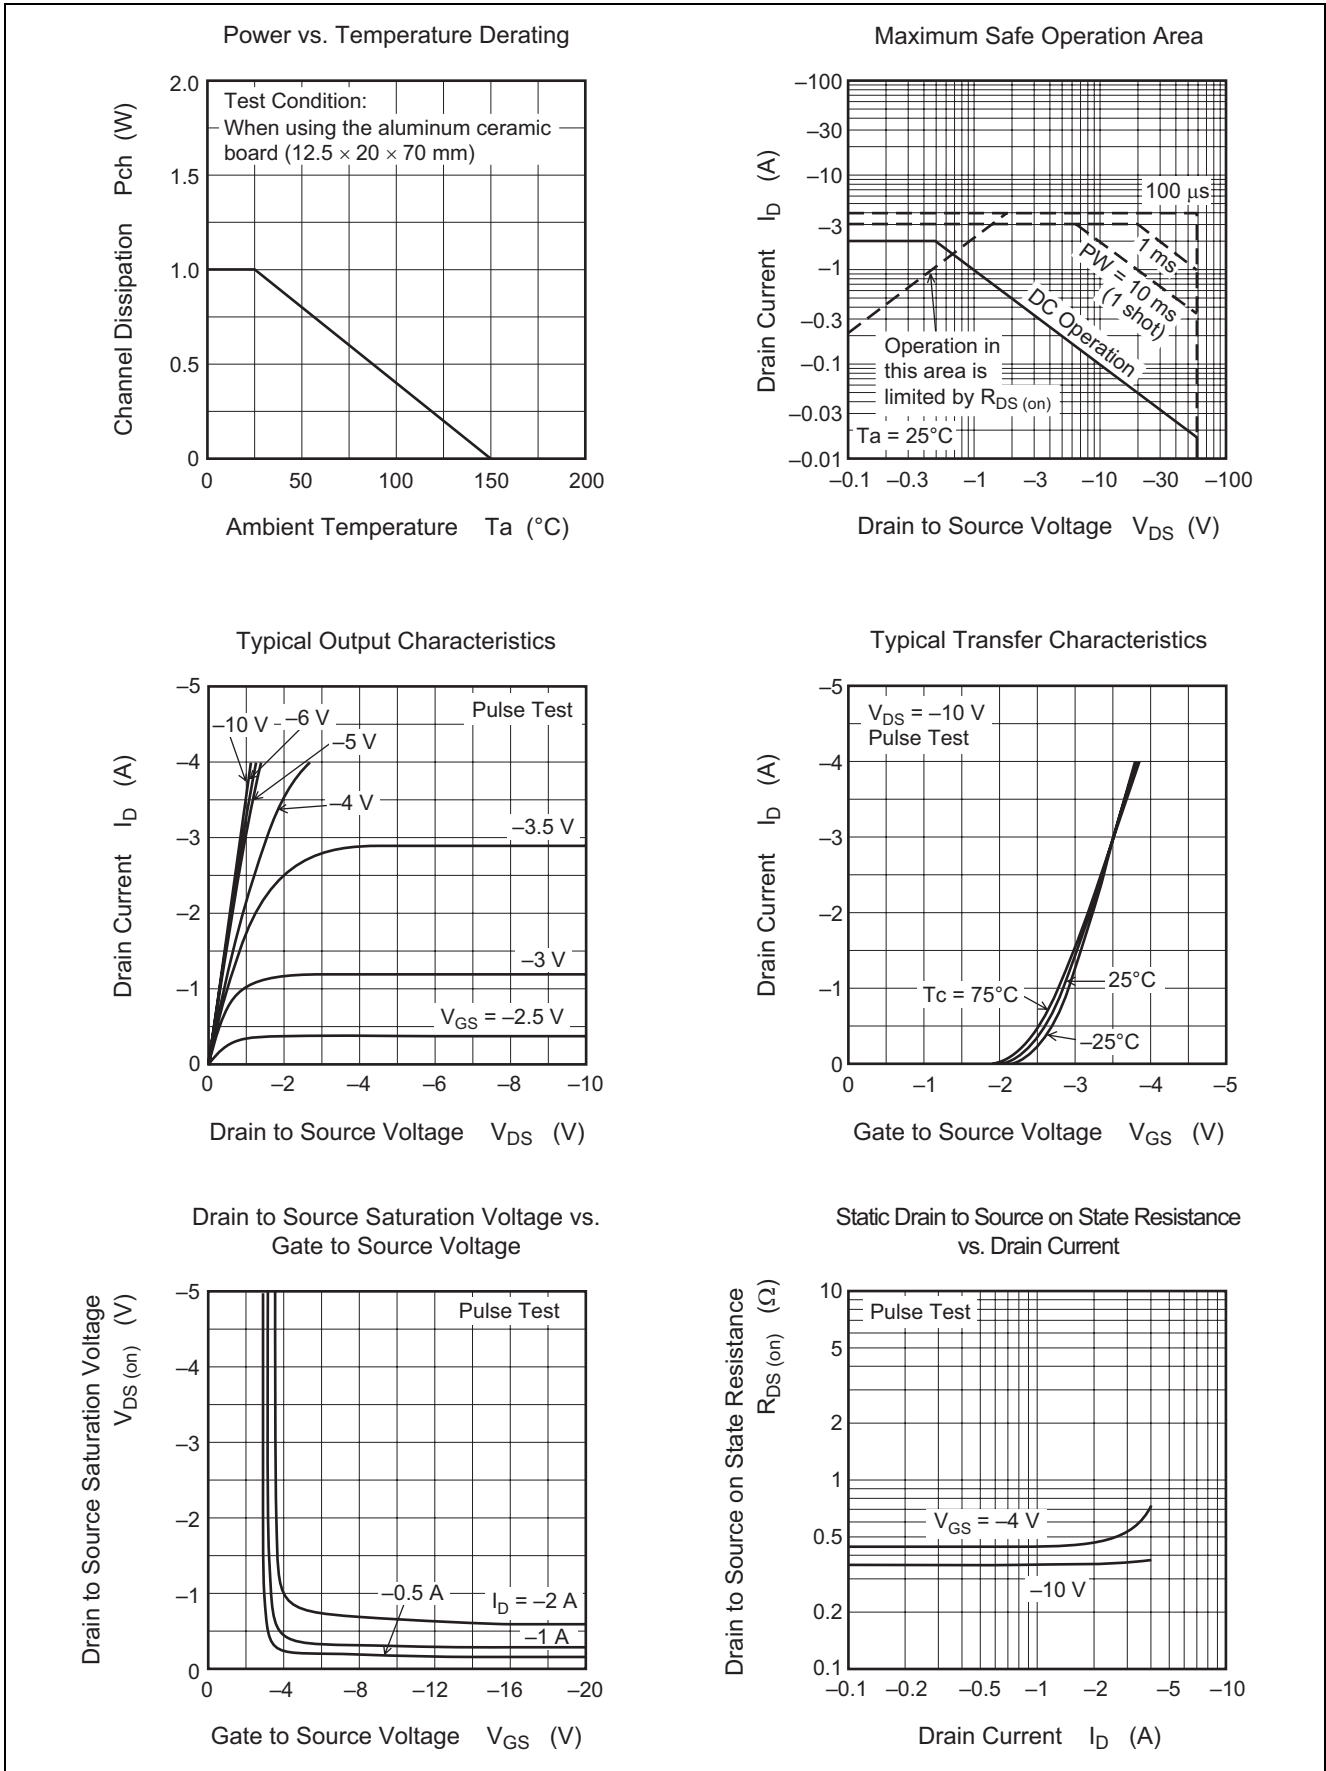 Power vs. Temperature Derating
2.0
1.5
1.0
0.5
0
Channel Dissipation Pch (W)
Test Condition:
When using the aluminum ceramic
board (12.5 × 20 × 70 mm)
0 50 100 150 200
Ambient Temperature Ta (°C)
Maximum Safe Operation Area
–100
–30
–10
–3
–1
–0.3
–0.1
–0.03
–0.01
Drain Current I_D (A)
100 μs
1 ms
PW = 10 ms
(1 shot)
DC Operation
Operation in
this area is
limited by R_DS (on)
Ta = 25°C
–0.1 –0.3 –1 –3 –10 –30 –100
Drain to Source Voltage V_DS (V)
Typical Output Characteristics
–5
–4
–3
–2
–1
0
Drain Current I_D (A)
Pulse Test
–10 V –6 V
–5 V
–4 V
–3.5 V
–3 V
V_GS = –2.5 V
0 –2 –4 –6 –8 –10
Drain to Source Voltage V_DS (V)
Typical Transfer Characteristics
–5
–4
–3
–2
–1
0
Drain Current I_D (A)
V_DS = –10 V
Pulse Test
Tc = 75°C
25°C
–25°C
0 –1 –2 –3 –4 –5
Gate to Source Voltage V_GS (V)
Drain to Source Saturation Voltage vs.
Gate to Source Voltage
–5
–4
–3
–2
–1
0
Drain to Source Saturation Voltage
V_DS (on) (V)
Pulse Test
–0.5 A
I_D = –2 A
–1 A
0 –4 –8 –12 –16 –20
Gate to Source Voltage V_GS (V)
Static Drain to Source on State Resistance
vs. Drain Current
10
5
2
1
0.5
0.2
0.1
Drain to Source on State Resistance
R_DS (on) (Ω)
Pulse Test
V_GS = –4 V
–10 V
–0.1 –0.2 –0.5 –1 –2 –5 –10
Drain Current I_D (A)